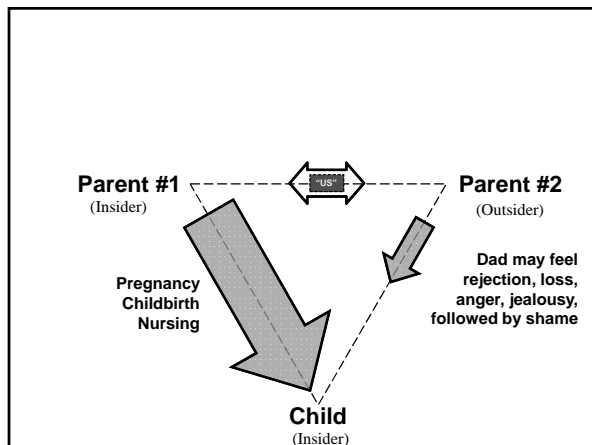 "US"
Parent #1
(Insider)
Parent #2
(Outsider)
Pregnancy
Childbirth
Nursing
Dad may feel
rejection, loss,
anger, jealousy,
followed by shame
Child
(Insider)